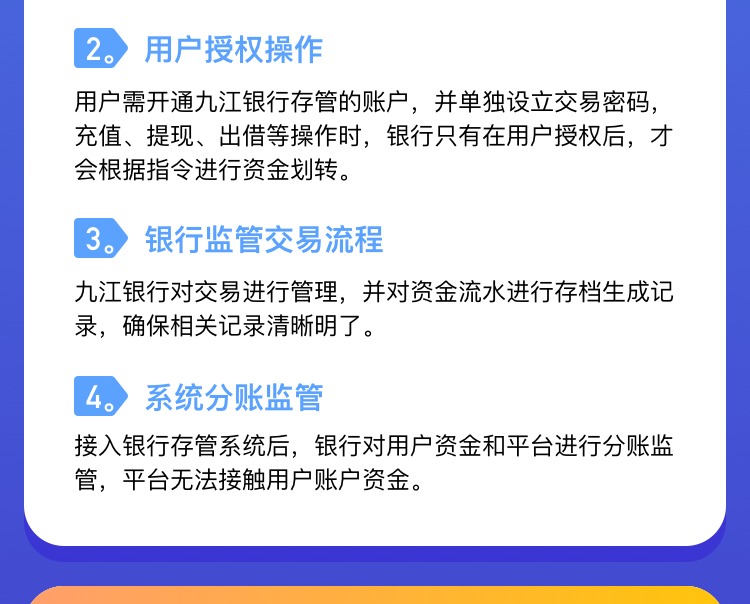 2。用户授权操作
用户需开通九江银行存管的账户，并单独设立交易密码，
充值、提现、出借等操作时，银行只有在用户授权后，才
会根据指令进行资金划转。
3。银行监管交易流程
九江银行对交易进行管理，并对资金流水进行存档生成记
录，确保相关记录清晰明了。
4。系统分账监管
接入银行存管系统后，银行对用户资金和平台进行分账监
管，平台无法接触用户账户资金。